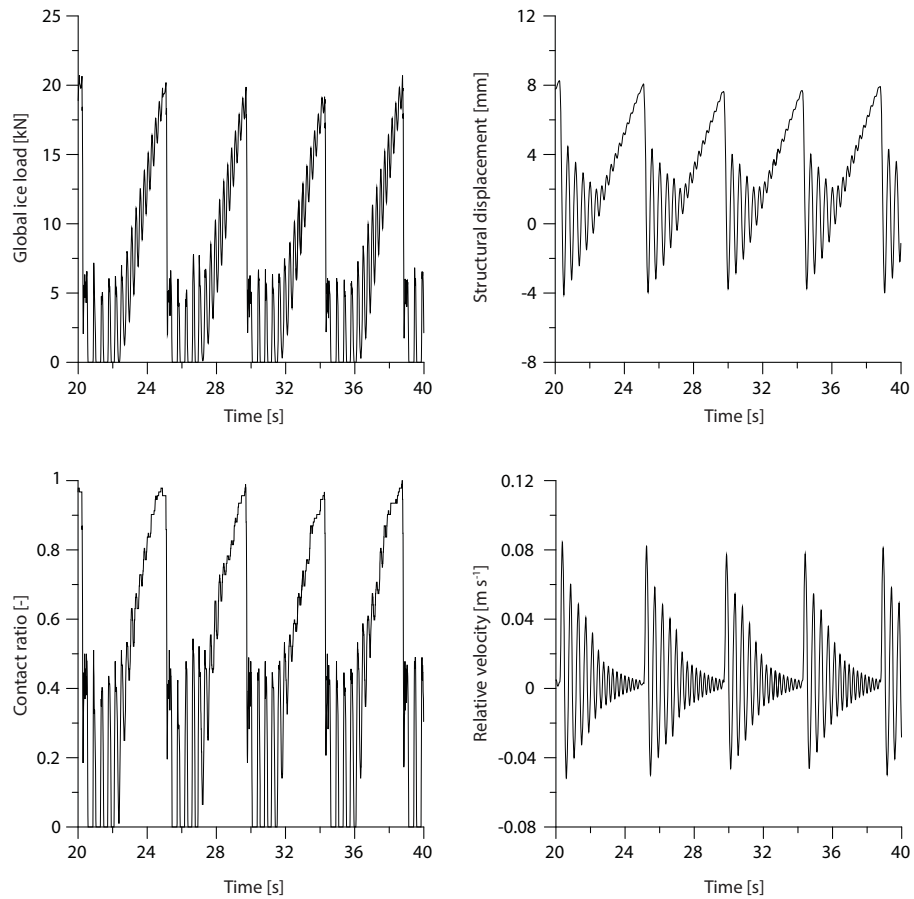 Global ice load [kN]
25
20
15
10
5
0
20 24 28 32 36 40
Time [s]
Structural displacement [mm]
12
8
4
0
-4
-8
20 24 28 32 36 40
Time [s]
Contact ratio [-]
1
0.8
0.6
0.4
0.2
0
20 24 28 32 36 40
Time [s]
Relative velocity [m s⁻¹]
0.12
0.08
0.04
0
-0.04
-0.08
20 24 28 32 36 40
Time [s]